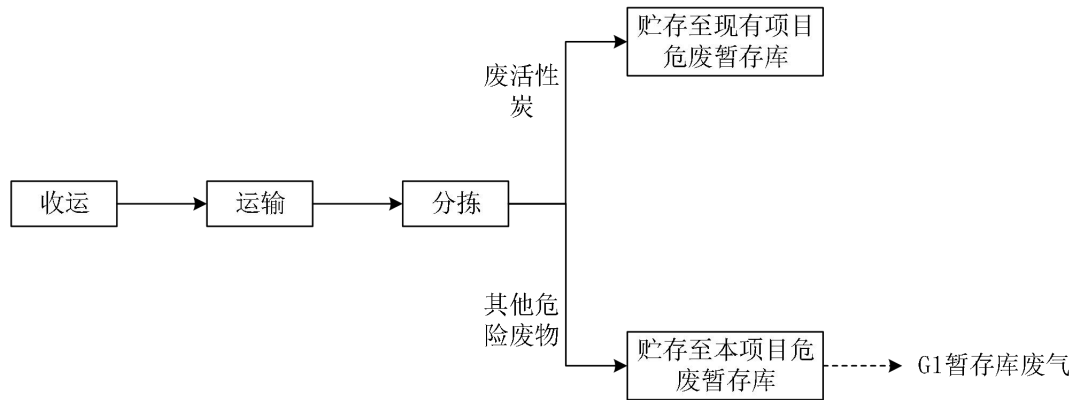 贮存至现有项目
危废暂存库
废活性
炭
收运
运输
分拣
其他危
险废物
贮存至本项目危
废暂存库
G1暂存库废气